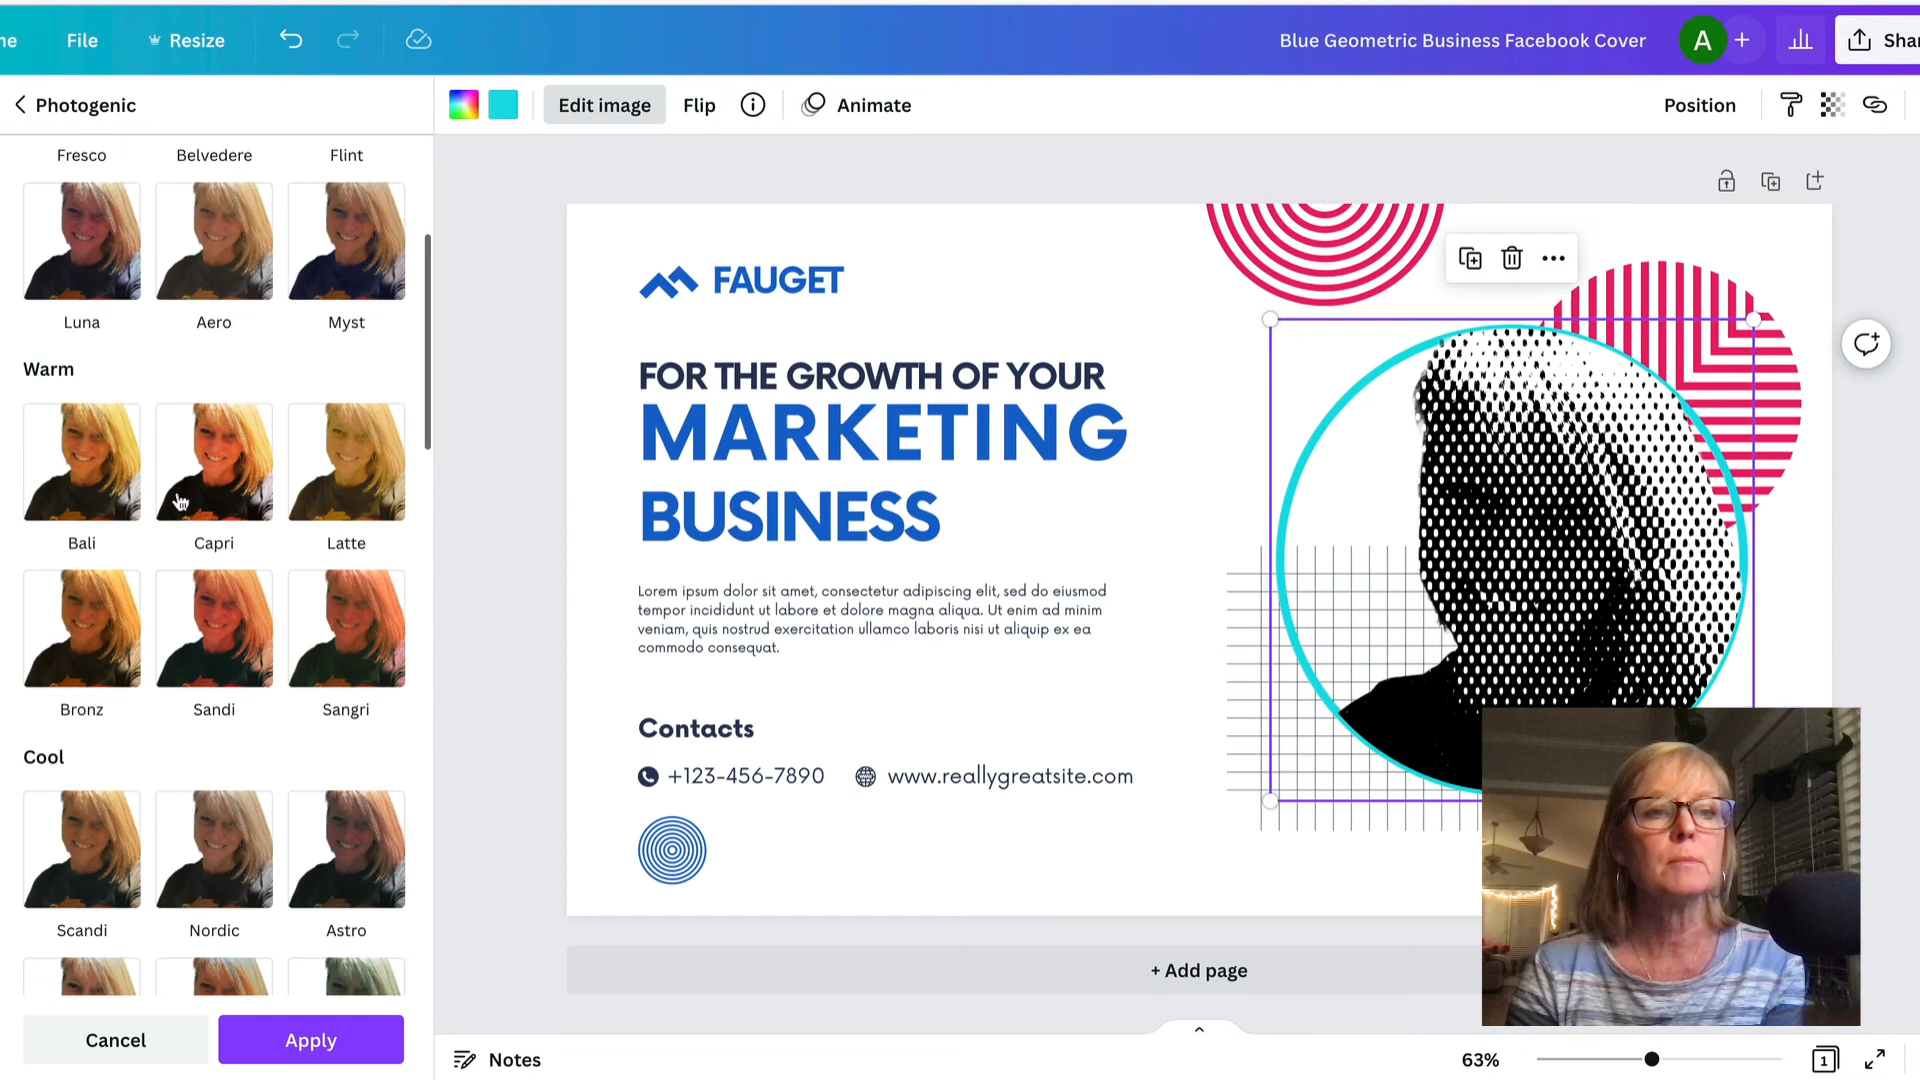 File
Resize
Blue Geometric Business Facebook Cover
A
Photogenic
Edit image
Flip
Animate
Position
Fresco
Belvedere
Flint
Luna
Aero
Myst
Warm
Bali
Capri
Latte
Bronz
Sandi
Sangri
Cool
Scandi
Nordic
Astro
Cancel
Apply
FAUGET
FOR THE GROWTH OF YOUR
MARKETING
BUSINESS
Lorem ipsum dolor sit amet, consectetur adipiscing elit, sed do eiusmod
tempor incididunt ut labore et dolore magna aliqua. Ut enim ad minim
veniam, quis nostrud exercitation ullamco laboris nisi ut aliquip ex ea
commodo consequat.
Contacts
+123-456-7890
www.reallygreatsite.com
+ Add page
Notes
63%
1